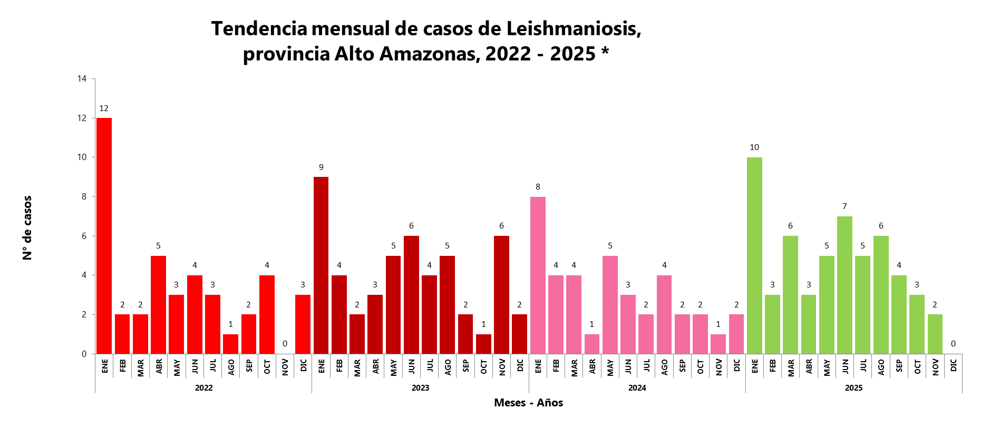 Tendencia mensual de casos de Leishmaniosis,
provincia Alto Amazonas, 2022 - 2025 *
14
12
10
8
6
4
2
0
N° de casos
12 2 2 5 3 4 3 1 2 4 0 3 9 4 2 3 5 6 4 5 2 1 6 2 8 4 4 1 5 3 2 4 2 2 1 2 10 3 6 3 5 7 5 6 4 3 2 0
ENE FEB MAR ABR MAY JUN JUL AGO SEP OCT NOV DIC ENE FEB MAR ABR MAY JUN JUL AGO SEP OCT NOV DIC ENE FEB MAR ABR MAY JUN JUL AGO SEP OCT NOV DIC ENE FEB MAR ABR MAY JUN JUL AGO SEP OCT NOV DIC
2022 2023 2024 2025
Meses - Años